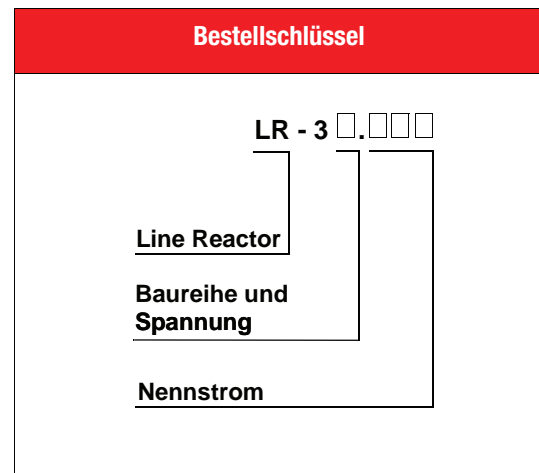 Bestellschlüssel
LR - 3 □.□□□
Line Reactor
Baureihe und
Spannung
Nennstrom